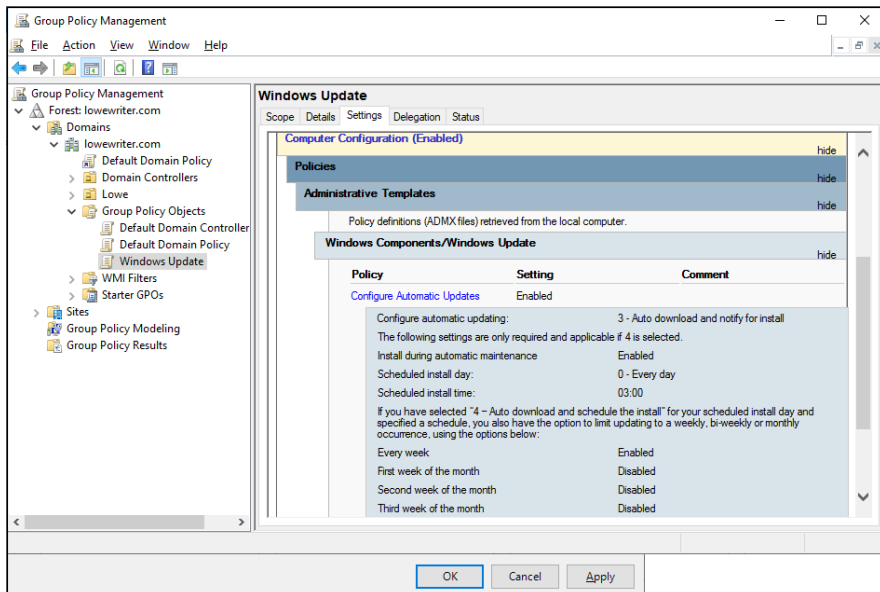 Group Policy Management
File Action View Window Help
Group Policy Management
Forest: lowewriter.com
Domains
lowewriter.com
Default Domain Policy
Domain Controllers
Lowe
Group Policy Objects
Default Domain Controller
Default Domain Policy
Windows Update
WMI Filters
Starter GPOs
Sites
Group Policy Modeling
Group Policy Results
Windows Update
Scope Details Settings Delegation Status
Computer Configuration (Enabled)
hide
Policies
hide
Administrative Templates
hide
Policy definitions (ADMX files) retrieved from the local computer.
Windows Components/Windows Update
hide
Policy Setting Comment
Configure Automatic Updates Enabled
Configure automatic updating: 3 - Auto download and notify for install
The following settings are only required and applicable if 4 is selected.
Install during automatic maintenance Enabled
Scheduled install day: 0 - Every day
Scheduled install time: 03:00
If you have selected "4 – Auto download and schedule the install" for your scheduled install day and
specified a schedule, you also have the option to limit updating to a weekly, bi-weekly or monthly
occurrence, using the options below:
Every week Enabled
First week of the month Disabled
Second week of the month Disabled
Third week of the month Disabled
OK Cancel Apply